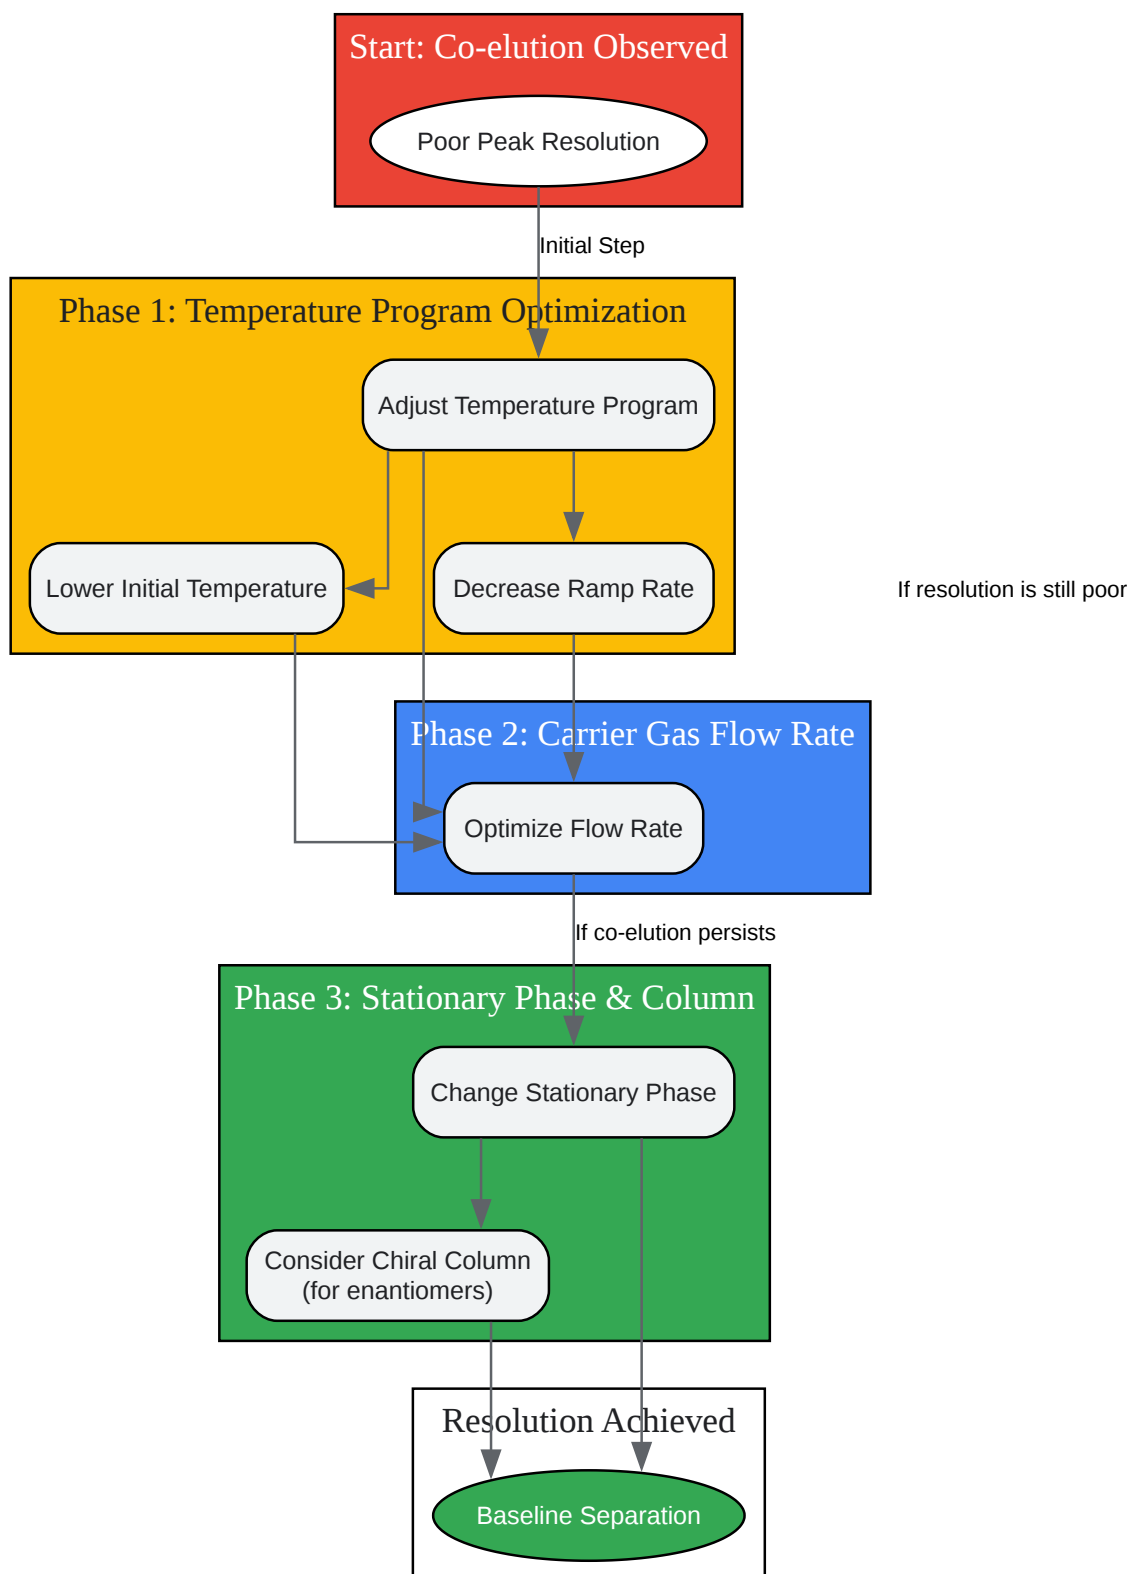 Start: Co-elution Observed
Poor Peak Resolution
Initial Step
Phase 1: Temperature Program Optimization
Adjust Temperature Program
Lower Initial Temperature
Decrease Ramp Rate
If resolution is still poor
Phase 2: Carrier Gas Flow Rate
Optimize Flow Rate
If co-elution persists
Phase 3: Stationary Phase & Column
Change Stationary Phase
Consider Chiral Column
(for enantiomers)
Resolution Achieved
Baseline Separation